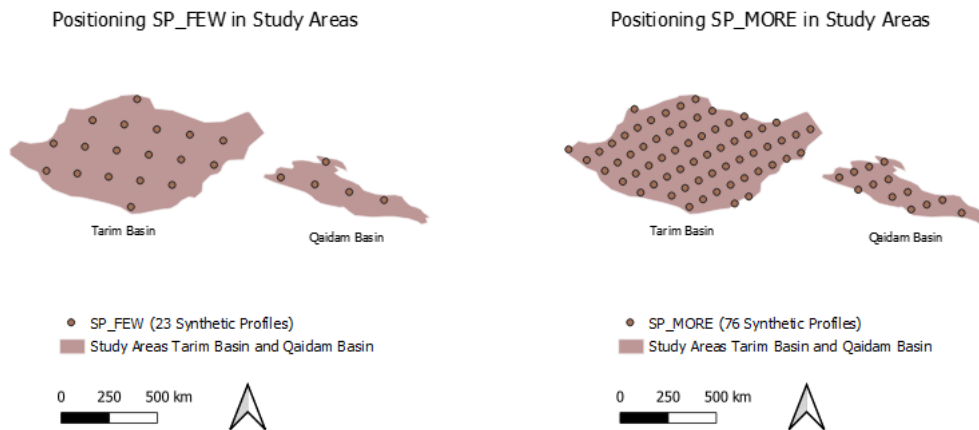 Positioning SP_FEW in Study Areas
Tarim Basin
Qaidam Basin
SP_FEW (23 Synthetic Profiles)
Study Areas Tarim Basin and Qaidam Basin
0 250 500 km
Positioning SP_MORE in Study Areas
Tarim Basin
Qaidam Basin
SP_MORE (76 Synthetic Profiles)
Study Areas Tarim Basin and Qaidam Basin
0 250 500 km